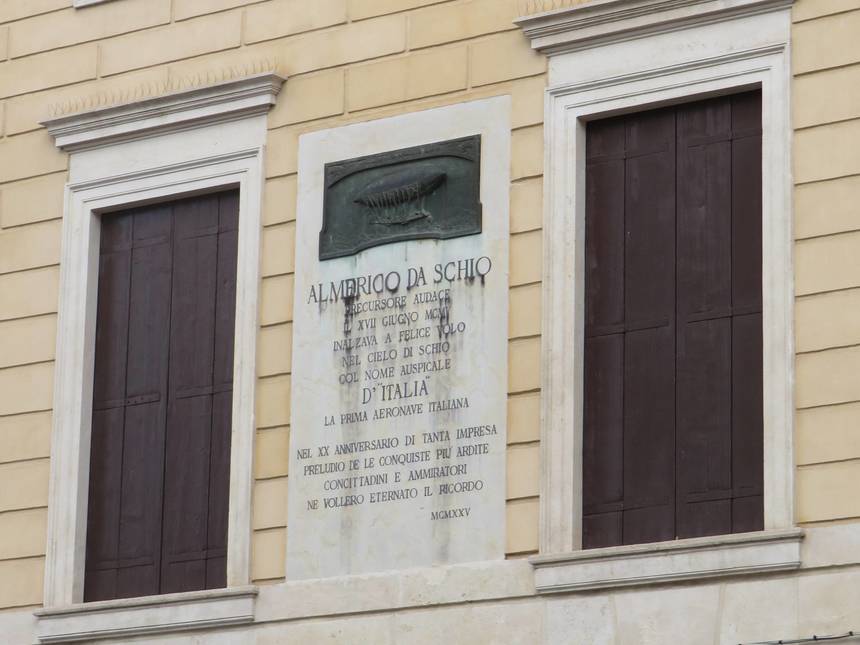 ALMERICO DA SCHIO
PRECURSORE AUDACE
IL XVII GIUGNO MCMV
INALZAVA A FELICE VOLO
NEL CIELO DI SCHIO
COL NOME AUSPICALE
D'"ITALIA"
LA PRIMA AERONAVE ITALIANA
NEL XX ANNIVERSARIO DI TANTA IMPRESA
PRELUDIO DE LE CONQUISTE PIÙ ARDITE
CONCITTADINI E AMMIRATORI
NE VOLLERO ETERNATO IL RICORDO
MCMXXV